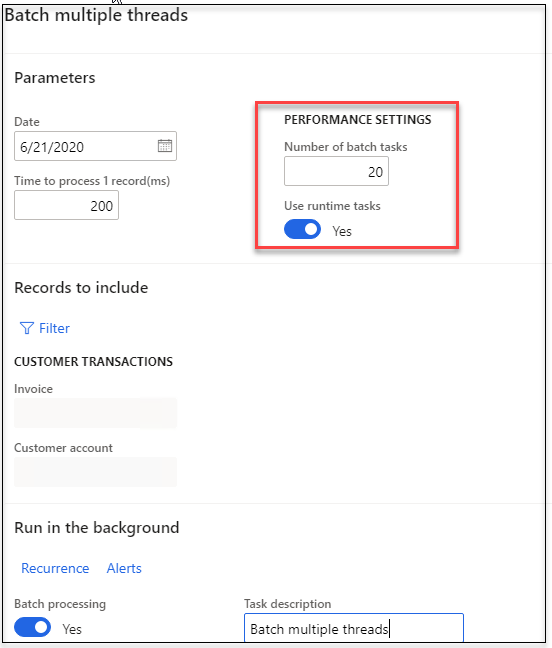 Batch multiple threads
Parameters
Date
6/21/2020
Time to process 1 record(ms)
200
PERFORMANCE SETTINGS
Number of batch tasks
20
Use runtime tasks
Yes
Records to include
Filter
CUSTOMER TRANSACTIONS
Invoice
Customer account
Run in the background
Recurrence Alerts
Batch processing
Yes
Task description
Batch multiple threads